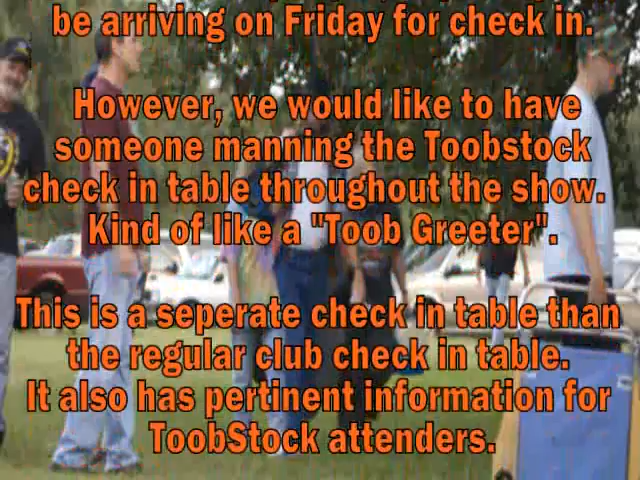 be arriving on Friday for check in.
However, we would like to have
someone manning the Toobstock
check in table throughout the show.
Kind of like a "Toob Greeter".
This is a seperate check in table than
the regular club check in table.
It also has pertinent information for
ToobStock attenders.